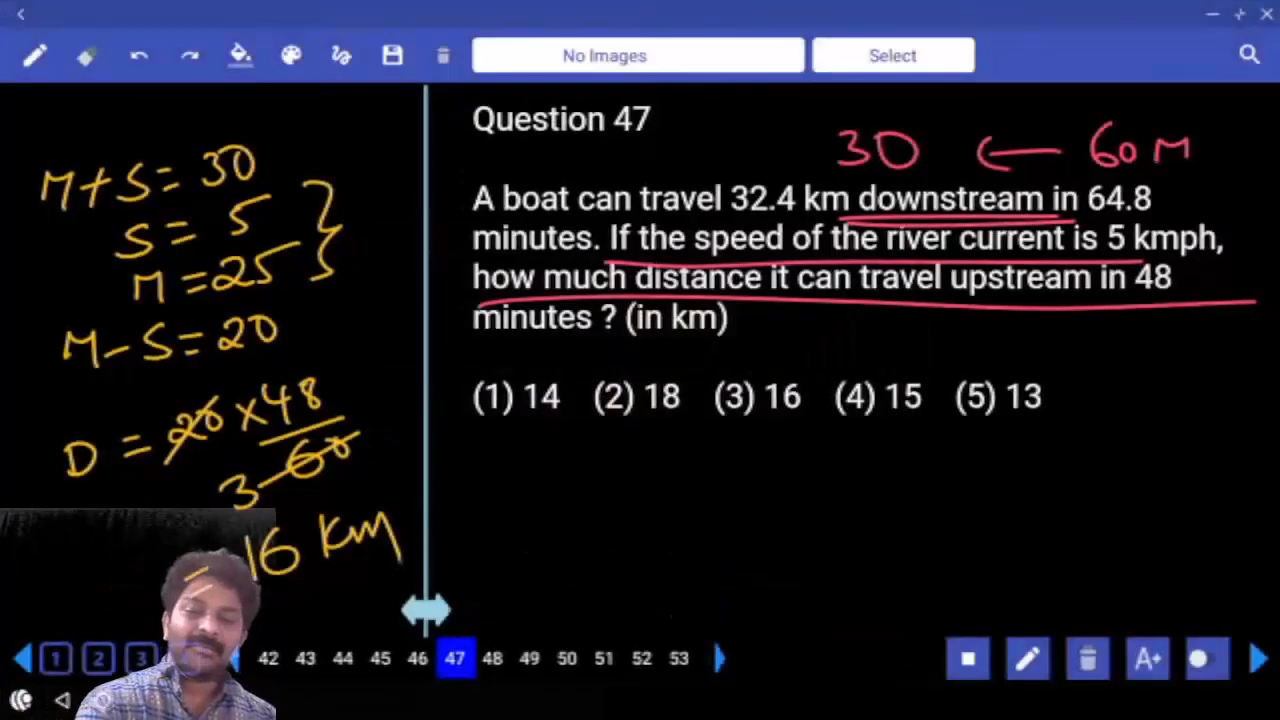 No Images
Select
M+S=30
S=5
M=25
M-S=20
D = 20×48
3 60
= 16 Km
Question 47
30 ← 60 M
A boat can travel 32.4 km downstream in 64.8
minutes. If the speed of the river current is 5 kmph,
how much distance it can travel upstream in 48
minutes ? (in km)
(1) 14 (2) 18 (3) 16 (4) 15 (5) 13
1 2 3 42 43 44 45 46 47 48 49 50 51 52 53
A+